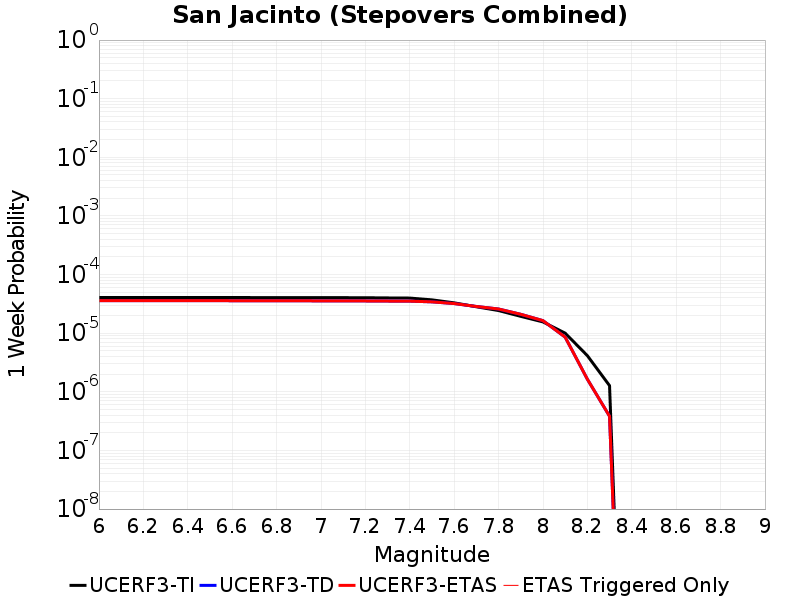 San Jacinto (Stepovers Combined)
10^0
10^-1
10^-2
10^-3
10^-4
10^-5
10^-6
10^-7
10^-8
1 Week Probability
6 6.2 6.4 6.6 6.8 7 7.2 7.4 7.6 7.8 8 8.2 8.4 8.6 8.8 9
Magnitude
UCERF3-TI UCERF3-TD UCERF3-ETAS ETAS Triggered Only